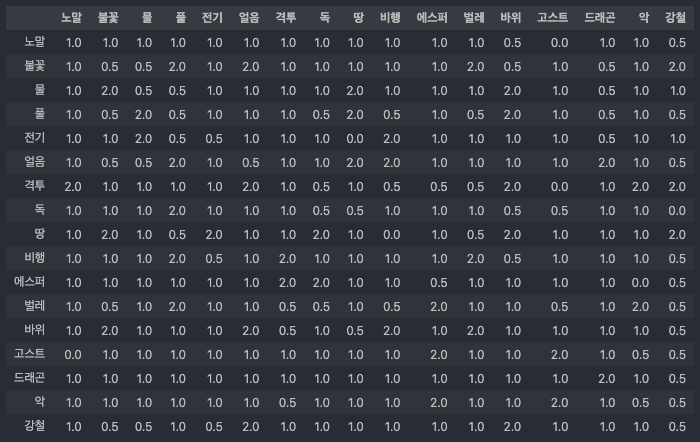 노말 불꽃 물 풀 전기 얼음 격투 독 땅 비행 에스퍼 벌레 바위 고스트 드래곤 악 강철
노말 1.0 1.0 1.0 1.0 1.0 1.0 1.0 1.0 1.0 1.0 1.0 1.0 0.5 0.0 1.0 1.0 0.5
불꽃 1.0 0.5 0.5 2.0 1.0 2.0 1.0 1.0 1.0 1.0 1.0 2.0 0.5 1.0 0.5 1.0 2.0
물 1.0 2.0 0.5 0.5 1.0 1.0 1.0 1.0 2.0 1.0 1.0 1.0 2.0 1.0 0.5 1.0 1.0
풀 1.0 0.5 2.0 0.5 1.0 1.0 1.0 0.5 2.0 0.5 1.0 0.5 2.0 1.0 0.5 1.0 0.5
전기 1.0 1.0 2.0 0.5 0.5 1.0 1.0 1.0 0.0 2.0 1.0 1.0 1.0 1.0 0.5 1.0 1.0
얼음 1.0 0.5 0.5 2.0 1.0 0.5 1.0 1.0 2.0 2.0 1.0 1.0 1.0 1.0 2.0 1.0 0.5
격투 2.0 1.0 1.0 1.0 1.0 2.0 1.0 0.5 1.0 0.5 0.5 0.5 2.0 0.0 1.0 2.0 2.0
독 1.0 1.0 1.0 2.0 1.0 1.0 1.0 0.5 0.5 1.0 1.0 1.0 0.5 0.5 1.0 1.0 0.0
땅 1.0 2.0 1.0 0.5 2.0 1.0 1.0 2.0 1.0 0.0 1.0 0.5 2.0 1.0 1.0 1.0 2.0
비행 1.0 1.0 1.0 2.0 0.5 1.0 2.0 1.0 1.0 1.0 1.0 2.0 0.5 1.0 1.0 1.0 0.5
에스퍼 1.0 1.0 1.0 1.0 1.0 1.0 2.0 2.0 1.0 1.0 0.5 1.0 1.0 1.0 1.0 0.0 0.5
벌레 1.0 0.5 1.0 2.0 1.0 1.0 0.5 0.5 1.0 0.5 2.0 1.0 1.0 0.5 1.0 2.0 0.5
바위 1.0 2.0 1.0 1.0 1.0 2.0 0.5 1.0 0.5 2.0 1.0 2.0 1.0 1.0 1.0 1.0 0.5
고스트 0.0 1.0 1.0 1.0 1.0 1.0 1.0 1.0 1.0 1.0 2.0 1.0 1.0 2.0 1.0 0.5 0.5
드래곤 1.0 1.0 1.0 1.0 1.0 1.0 1.0 1.0 1.0 1.0 1.0 1.0 1.0 1.0 2.0 1.0 0.5
악 1.0 1.0 1.0 1.0 1.0 1.0 0.5 1.0 1.0 1.0 2.0 1.0 1.0 2.0 1.0 0.5 0.5
강철 1.0 0.5 0.5 1.0 0.5 2.0 1.0 1.0 1.0 1.0 1.0 1.0 2.0 1.0 1.0 1.0 0.5